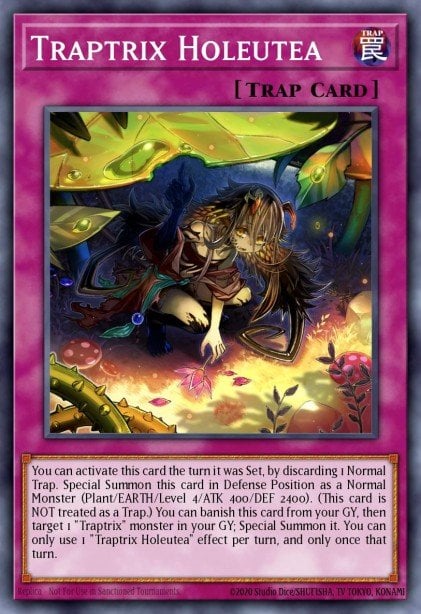 Traptrix Holeutea
TRAP
罠
[Trap Card]
You can activate this card the turn it was Set, by discarding 1 Normal
Trap. Special Summon this card in Defense Position as a Normal
Monster (Plant/EARTH/Level 4/ATK 400/DEF 2400). (This card is
NOT treated as a Trap.) You can banish this card from your GY, then
target 1 "Traptrix" monster in your GY; Special Summon it. You can
only use 1 "Traptrix Holeutea" effect per turn, and only once that
turn.
Replica - Not For Use in Sanctioned Tournaments
©2020 Studio Dice/SHUEISHA, TV TOKYO, KONAMI